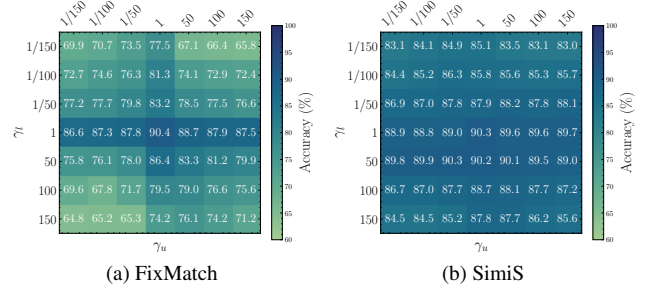 1/150 1/100 1/50 1 50 100 150
1/150 69.9 70.7 73.5 77.5 67.1 66.4 65.8
1/100 72.7 74.6 76.3 81.3 74.1 72.9 72.4
1/50 77.2 77.7 79.8 83.2 78.5 77.5 76.6
1 86.6 87.3 87.8 90.4 88.7 87.9 87.5
50 75.8 76.1 78.0 86.4 83.3 81.2 79.9
100 69.6 67.8 71.7 79.5 79.0 76.6 75.6
150 64.8 65.2 65.3 74.2 76.1 74.2 71.2
γl
γu
100
95
90
85
80
75
70
65
60
Accuracy (%)
(a) FixMatch
1/150 1/100 1/50 1 50 100 150
1/150 83.1 84.1 84.9 85.1 83.5 83.1 83.0
1/100 84.4 85.2 86.3 85.8 85.8 85.3 85.7
1/50 86.9 87.0 87.8 87.9 88.2 87.8 88.1
1 88.9 88.8 89.0 90.3 89.6 89.6 89.7
50 89.8 89.9 90.3 90.2 90.1 89.5 89.0
100 86.7 87.0 87.7 88.7 88.1 87.7 87.2
150 84.5 84.5 85.2 87.8 87.7 86.2 85.6
γu
100
95
90
85
80
75
70
65
60
Accuracy (%)
(b) SimiS